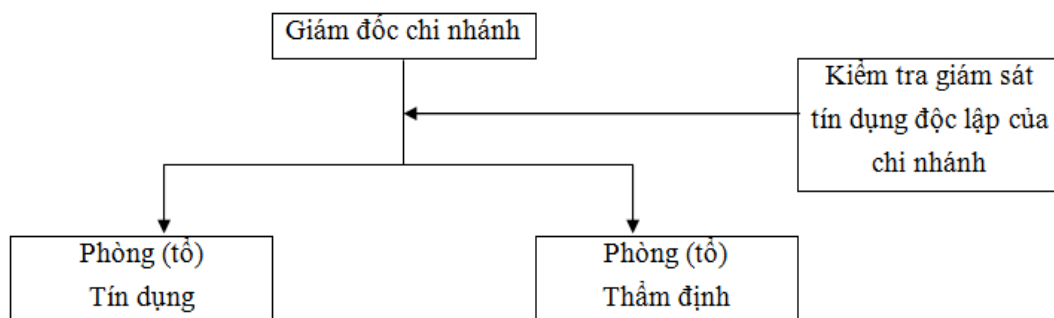 Giám đốc chi nhánh
Kiểm tra giám sát
tín dụng độc lập của
chi nhánh
Phòng (tổ)
Tín dụng
Phòng (tổ)
Thẩm định